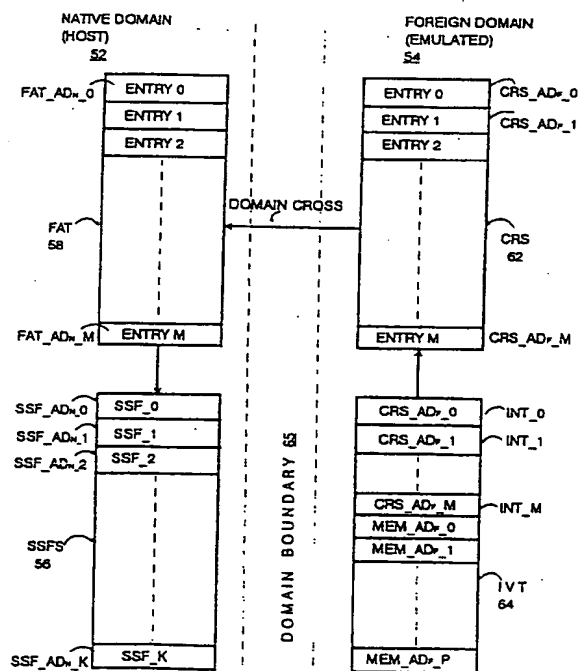 NATIVE DOMAIN
(HOST)
52
FOREIGN DOMAIN
(EMULATED)
54
FAT_ADN_0
ENTRY 0
ENTRY 1
ENTRY 2
FAT
58
FAT_ADN_M
ENTRY M
DOMAIN CROSS
ENTRY 0
CRS_ADF_0
ENTRY 1
CRS_ADF_1
ENTRY 2
CRS
62
ENTRY M
CRS_ADF_M
SSF_ADN_0
SSF_0
SSF_ADN_1
SSF_1
SSF_ADN_2
SSF_2
SSFS
56
SSF_ADN_K
SSF_K
DOMAIN BOUNDARY 65
CRS_ADF_0
INT_0
CRS_ADF_1
INT_1
CRS_ADF_M
INT_M
MEM_ADF_0
MEM_ADF_1
IVT
64
MEM_ADF_P